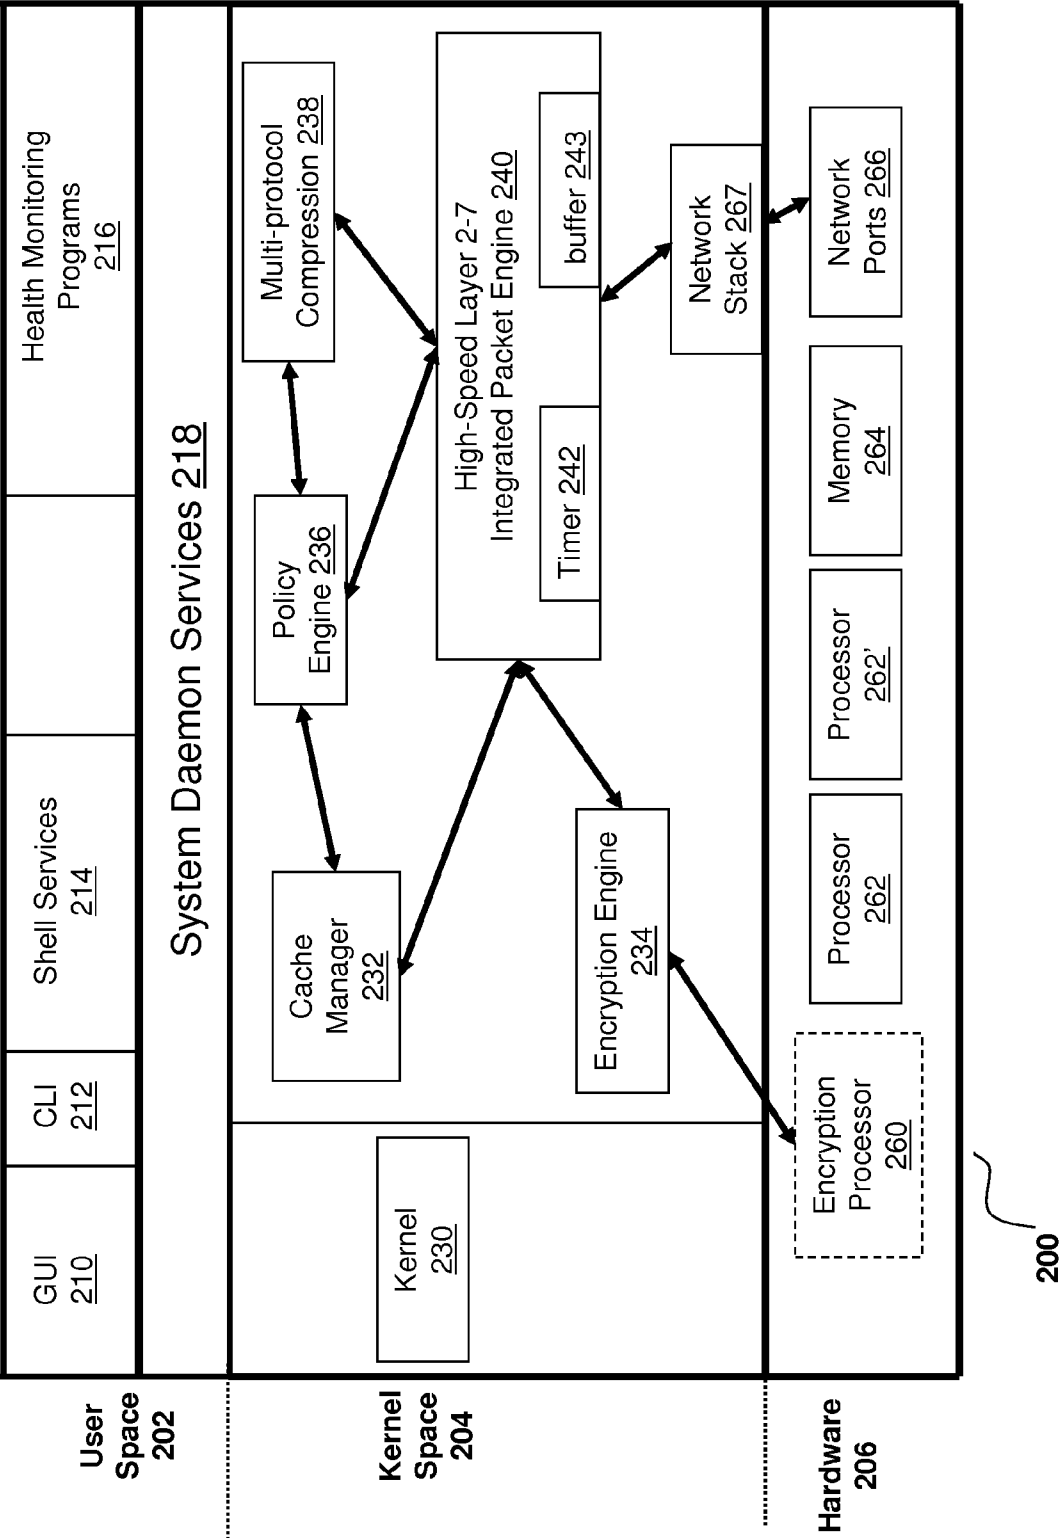 User
Space
202
GUI
210
CLI
212
Shell Services
214
Health Monitoring
Programs
216
System Daemon Services 218
Kernel
Space
204
Kernel
230
Cache
Manager
232
Policy
Engine 236
Multi-protocol
Compression 238
High-Speed Layer 2-7
Integrated Packet Engine 240
Timer 242
buffer 243
Encryption Engine
234
Network
Stack 267
Hardware
206
Encryption
Processor
260
Processor
262
Processor
262'
Memory
264
Network
Ports 266
200